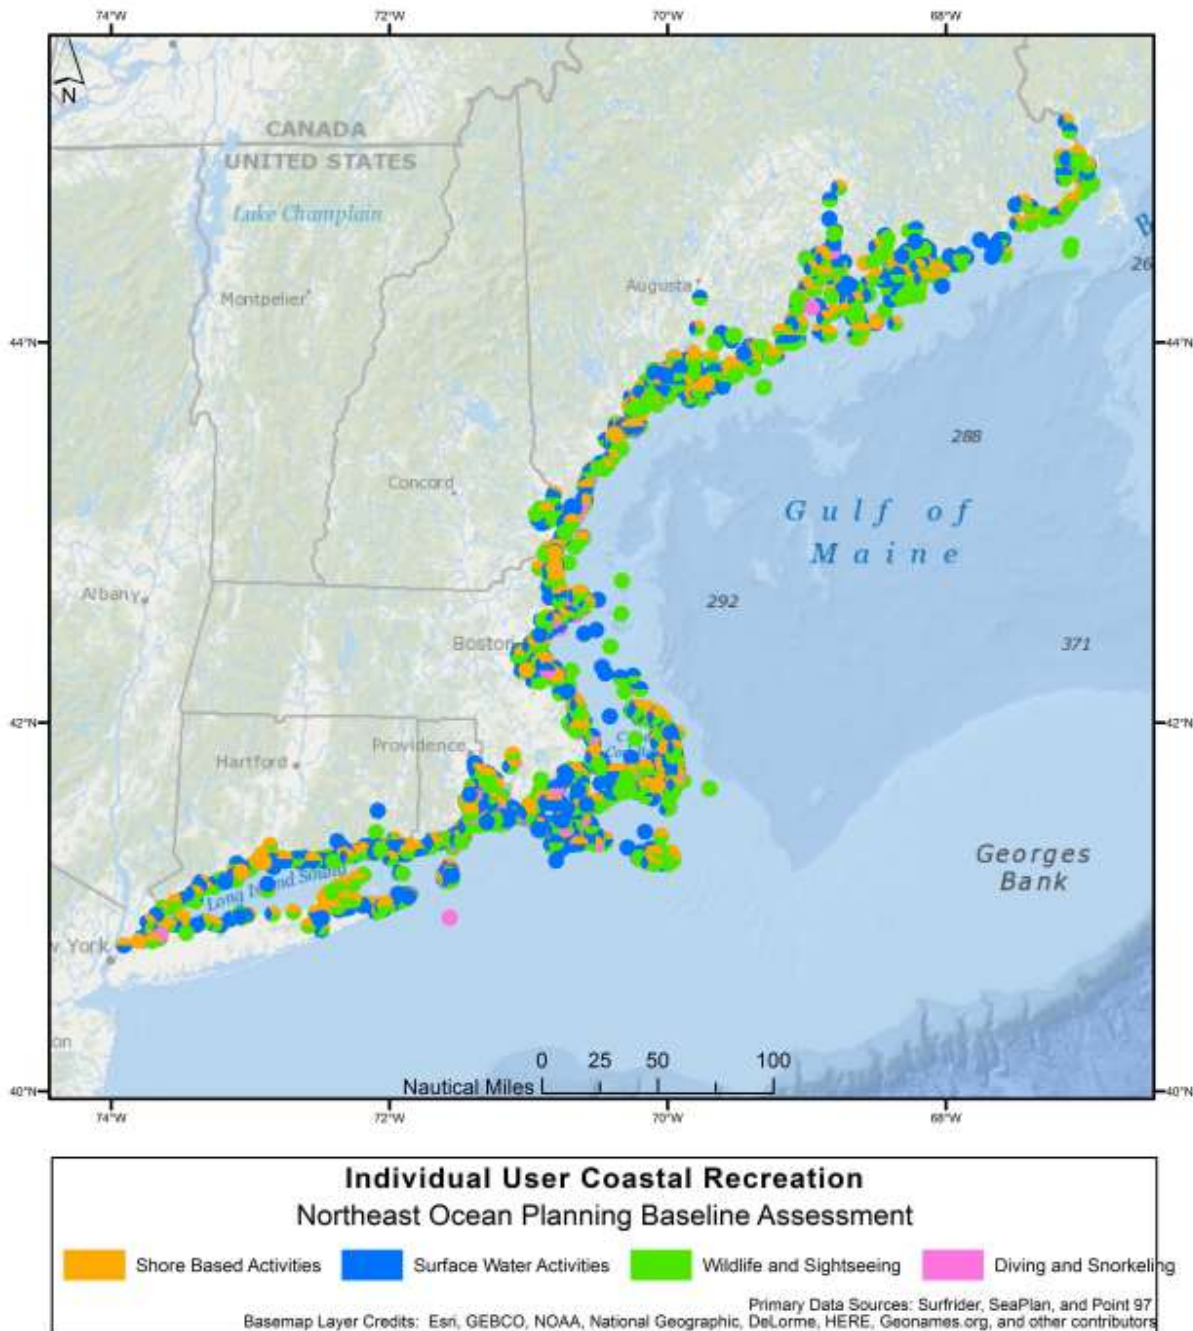 74°W 72°W 70°W 68°W
N
CANADA
UNITED STATES
Lake Champlain
B
26
Augusta
Montpelier
44°N 44°N
288
Concord
Gulf of
Maine
Albany
292
Boston
371
42°N 42°N
Providence
Hartford
Georges
Bank
Long Island Sound
w York
on
0 25 50 100
Nautical Miles
40°N 40°N
74°W 72°W 70°W 68°W
Individual User Coastal Recreation
Northeast Ocean Planning Baseline Assessment
Shore Based Activities Surface Water Activities Wildlife and Sightseeing Diving and Snorkeling
Primary Data Sources: Surfrider, SeaPlan, and Point 97
Basemap Layer Credits: Esri, GEBCO, NOAA, National Geographic, DeLorme, HERE, Geonames.org, and other contributors